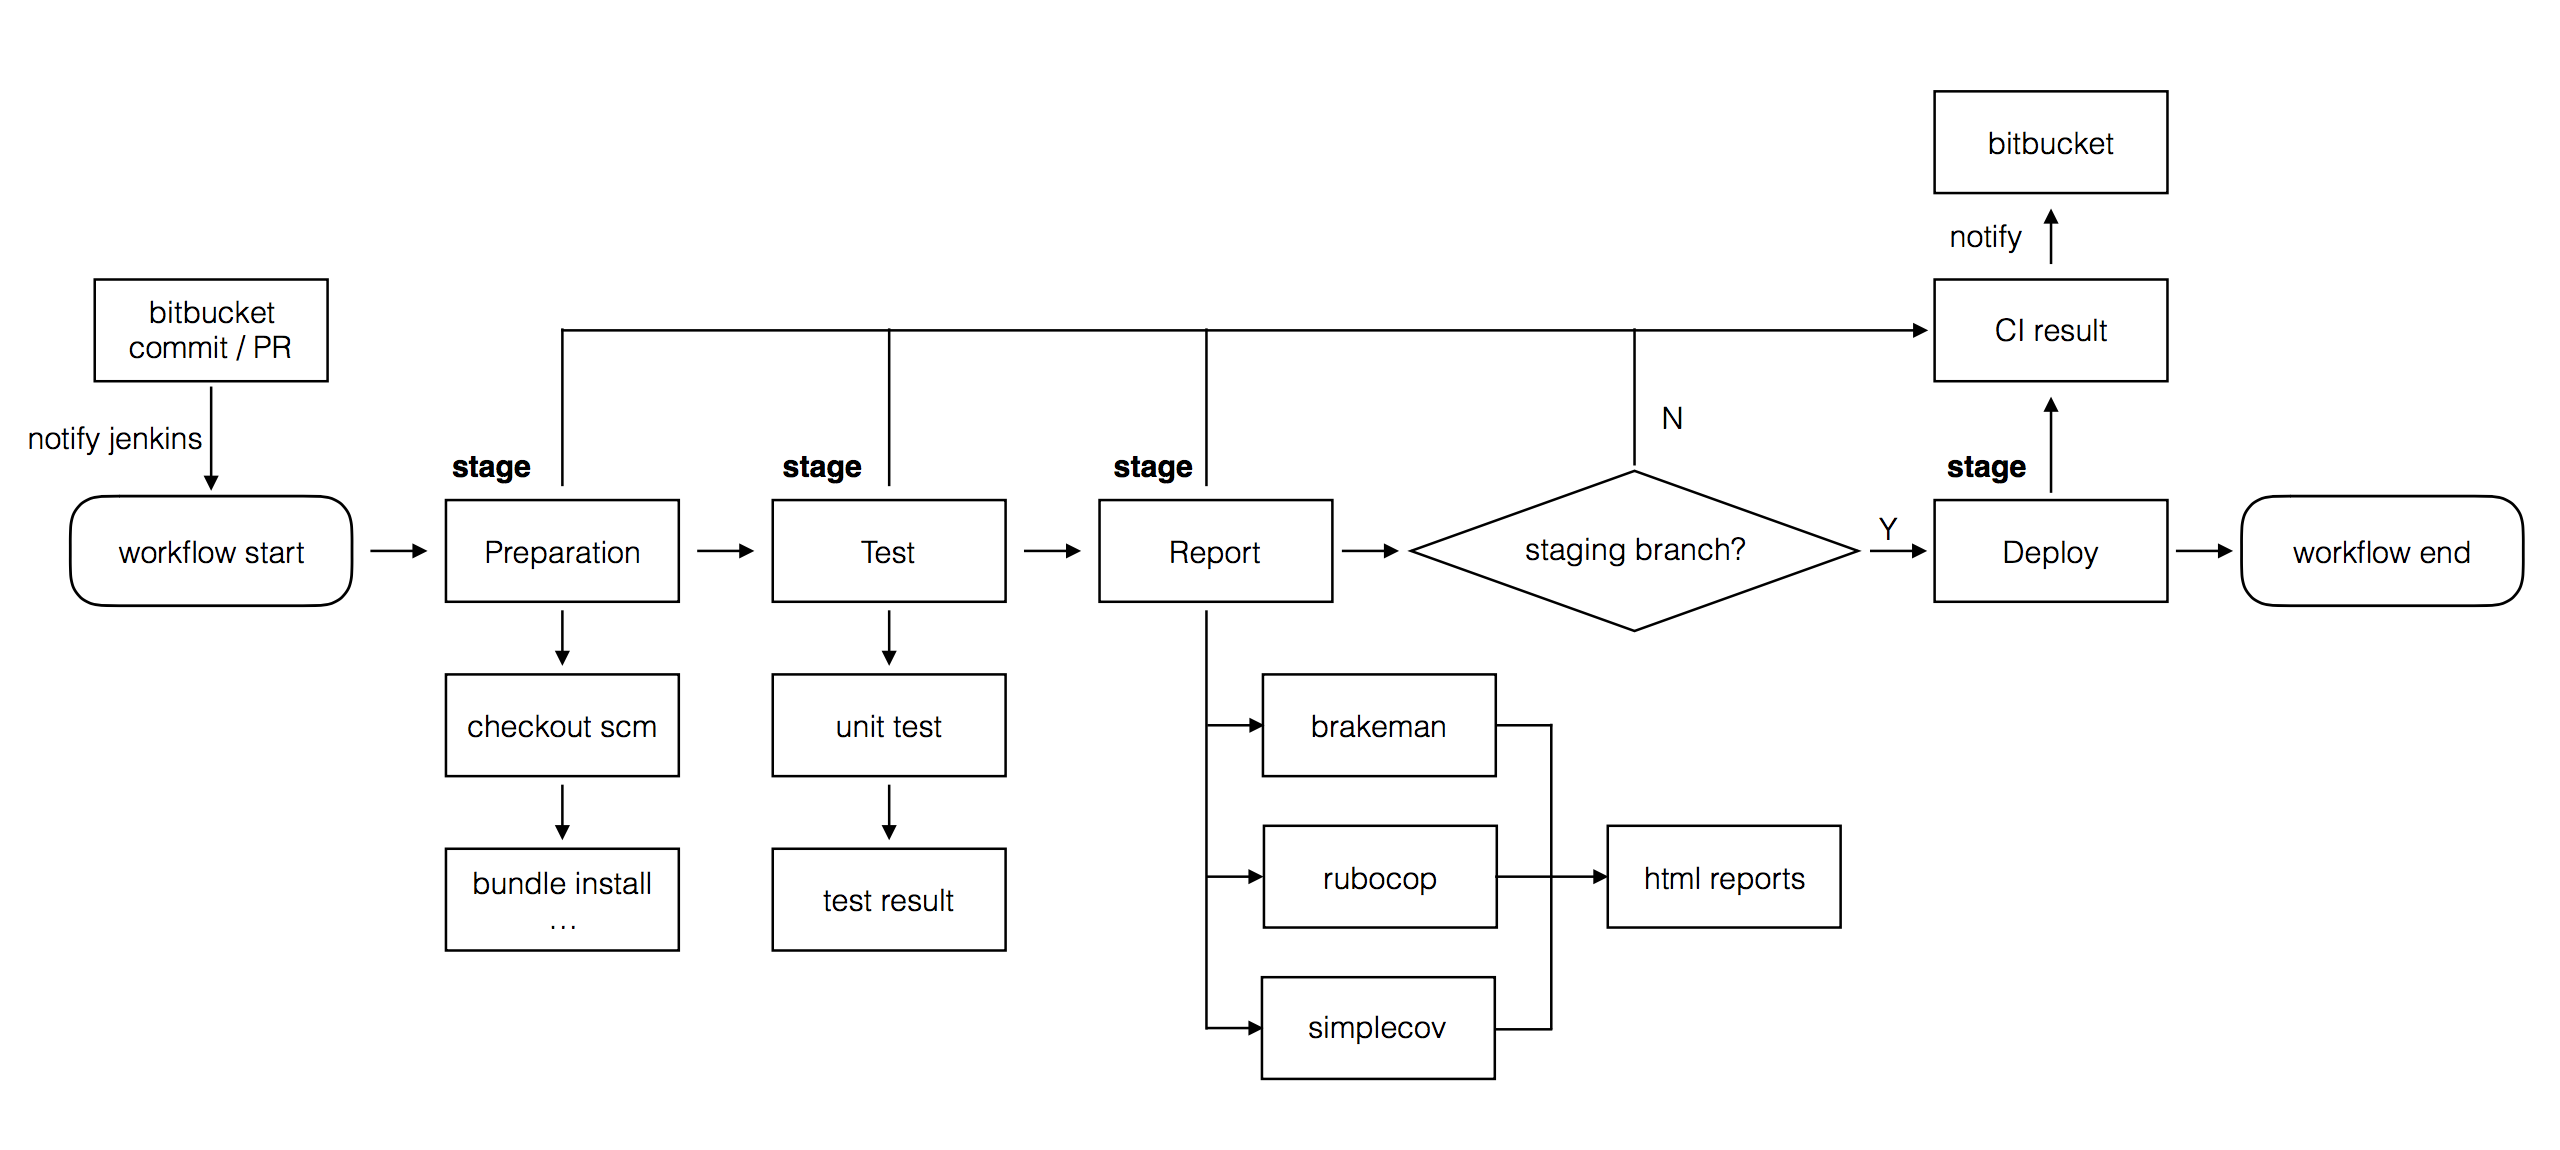 bitbucket
notify
bitbucket
commit / PR
CI result
N
notify jenkins
stage
stage
stage
stage
workflow start
Preparation
Test
Report
staging branch?
Y
Deploy
workflow end
checkout scm
unit test
brakeman
bundle install
...
test result
rubocop
html reports
simplecov